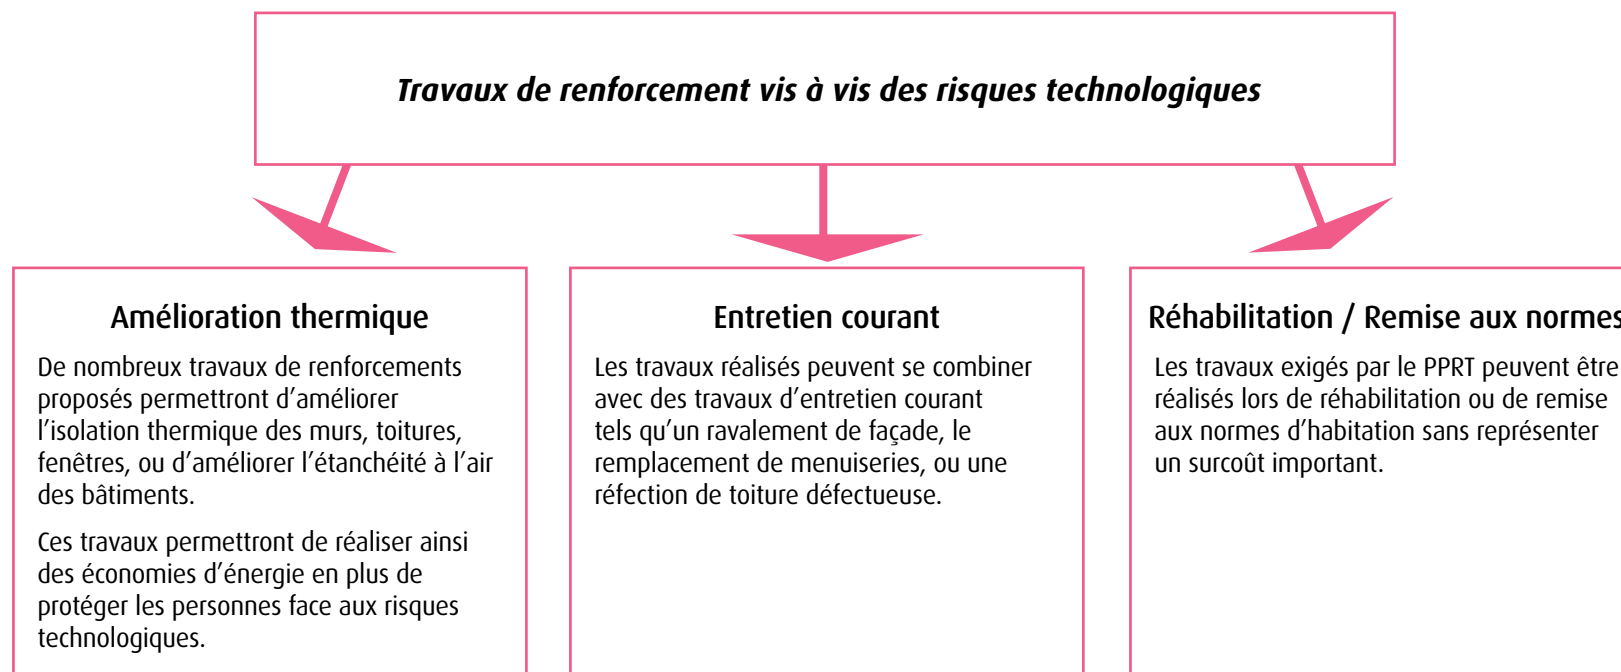 Travaux de renforcement vis à vis des risques technologiques
Amélioration thermique
De nombreux travaux de renforcements
proposés permettront d'améliorer
l'isolation thermique des murs, toitures,
fenêtres, ou d'améliorer l'étanchéité à l'air
des bâtiments.
Ces travaux permettront de réaliser ainsi
des économies d'énergie en plus de
protéger les personnes face aux risques
technologiques.
Entretien courant
Les travaux réalisés peuvent se combiner
avec des travaux d'entretien courant
tels qu'un ravalement de façade, le
remplacement de menuiseries, ou une
réfection de toiture défectueuse.
Réhabilitation / Remise aux normes
Les travaux exigés par le PPRT peuvent être
réalisés lors de réhabilitation ou de remise
aux normes d'habitation sans représenter
un surcoût important.